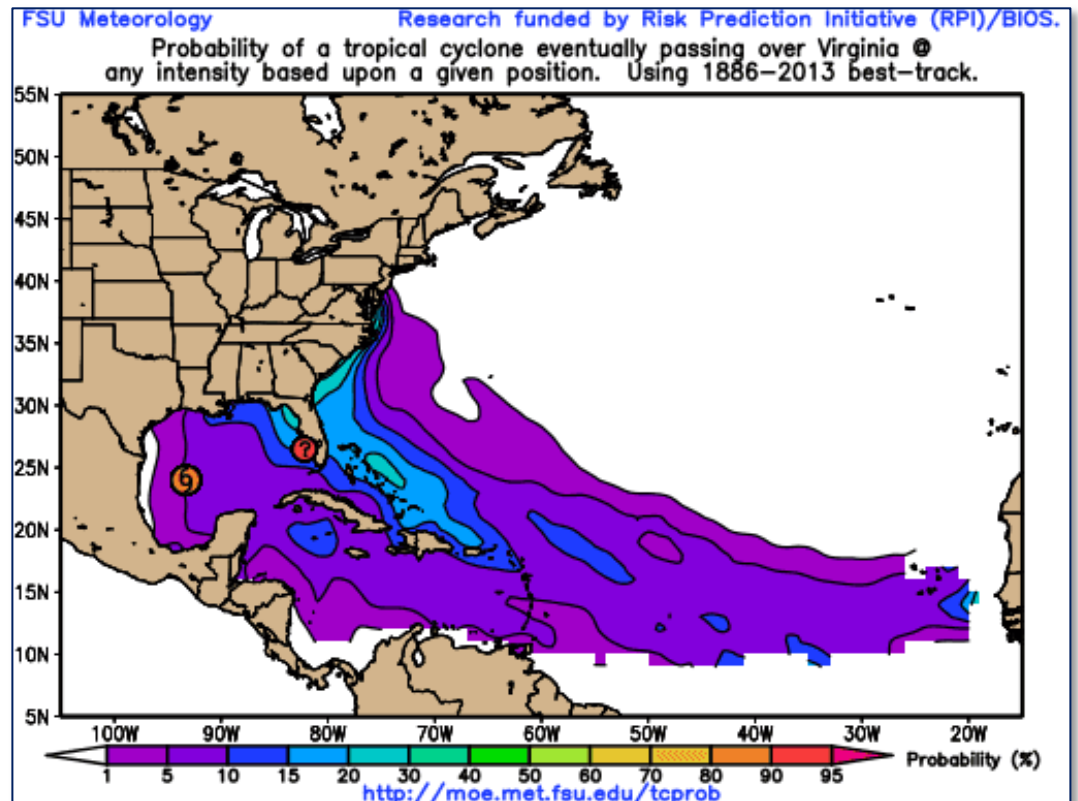 FSU Meteorology Research funded by Risk Prediction Initiative (RPI)/BIOS.
Probability of a tropical cyclone eventually passing over Virginia @
any intensity based upon a given position. Using 1886-2013 best-track.
55N
50N
45N
40N
35N
30N
25N
20N
15N
10N
5N
?
100W 90W 80W 70W 60W 50W 40W 30W 20W
Probability (%)
1 5 10 15 20 30 40 50 60 70 80 90 95
http://moe.met.fsu.edu/tcprob